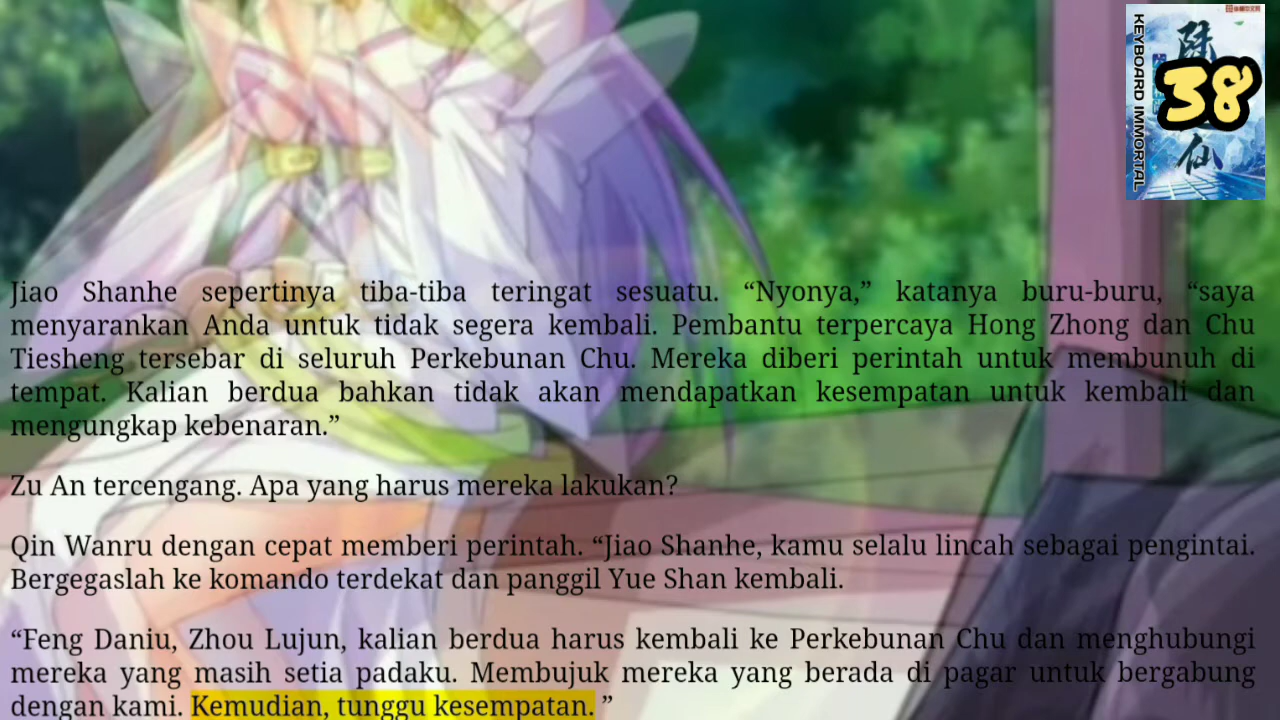 KEYBOARD IMMORTAL
38
仙
Jiao Shanhe sepertinya tiba-tiba teringat sesuatu. “Nyonya,” katanya buru-buru, “saya
menyarankan Anda untuk tidak segera kembali. Pembantu terpercaya Hong Zhong dan Chu
Tiesheng tersebar di seluruh Perkebunan Chu. Mereka diberi perintah untuk membunuh di
tempat. Kalian berdua bahkan tidak akan mendapatkan kesempatan untuk kembali dan
mengungkap kebenaran.”
Zu An tercengang. Apa yang harus mereka lakukan?
Qin Wanru dengan cepat memberi perintah. “Jiao Shanhe, kamu selalu lincah sebagai pengintai.
Bergegaslah ke komando terdekat dan panggil Yue Shan kembali.
“Feng Daniu, Zhou Lujun, kalian berdua harus kembali ke Perkebunan Chu dan menghubungi
mereka yang masih setia padaku. Membujuk mereka yang berada di pagar untuk bergabung
dengan kami. Kemudian, tunggu kesempatan. ”